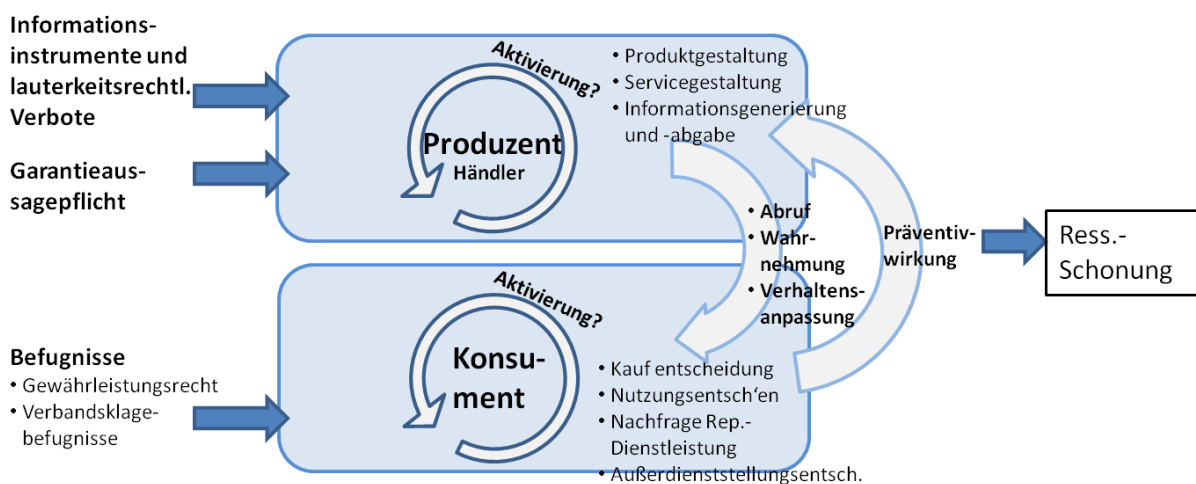 Informations-
instrumente und
lauterkeitsrechtl.
Verbote
Garantieaus-
sagepflicht
Aktivierung?
Produzent
Händler
• Produktgestaltung
• Servicegestaltung
• Informationsgenerierung
und -abgabe
• Abruf
• Wahr-
nehmung
• Verhaltens-
anpassung
Präventiv-
wirkung
Ress.-
Schonung
Befugnisse
• Gewährleistungsrecht
• Verbandsklage-
befugnisse
Aktivierung?
Konsu-
ment
• Kauf entscheidung
• Nutzungsentsch‘en
• Nachfrage Rep.-
Dienstleistung
• Außerdienststellungsentsch.